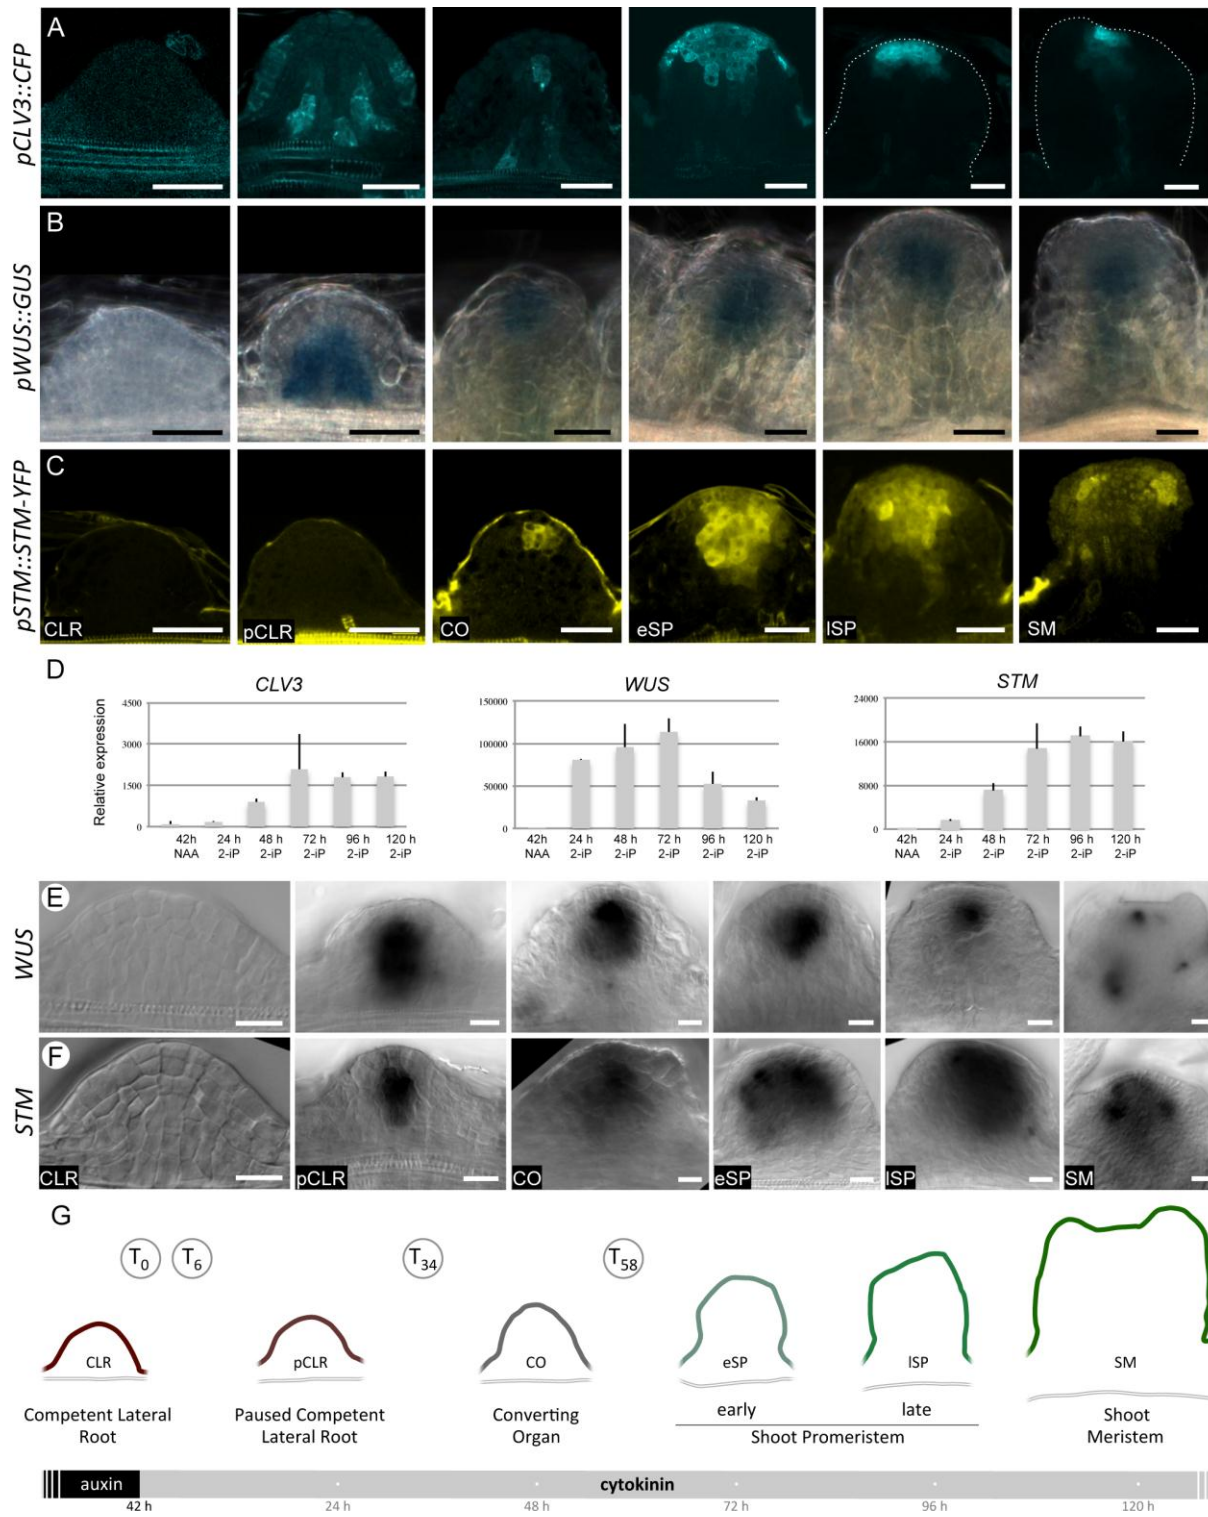 A
pCLV3::CFP
B
pWUS::GUS
C
pSTM::STM-YFP
CLR
pCLR
CO
eSP
lSP
SM
D
CLV3
WUS
STM
Relative expression
4500
3000
1500
0
42h NAA
24 h 2-iP
48 h 2-iP
72 h 2-iP
96 h 2-iP
120 h 2-iP
150000
100000
50000
0
42h NAA
24 h 2-iP
48 h 2-iP
72 h 2-iP
96 h 2-iP
120 h 2-iP
24000
16000
8000
0
42h NAA
24 h 2-iP
48 h 2-iP
72 h 2-iP
96 h 2-iP
120 h 2-iP
E
WUS
F
STM
CLR
pCLR
CO
eSP
lSP
SM
G
T0
T6
T34
T58
CLR
pCLR
CO
eSP
lSP
SM
Competent Lateral
Root
Paused Competent
Lateral Root
Converting
Organ
early
late
Shoot Promeristem
Shoot
Meristem
auxin
cytokinin
42 h
24 h
48 h
72 h
96 h
120 h